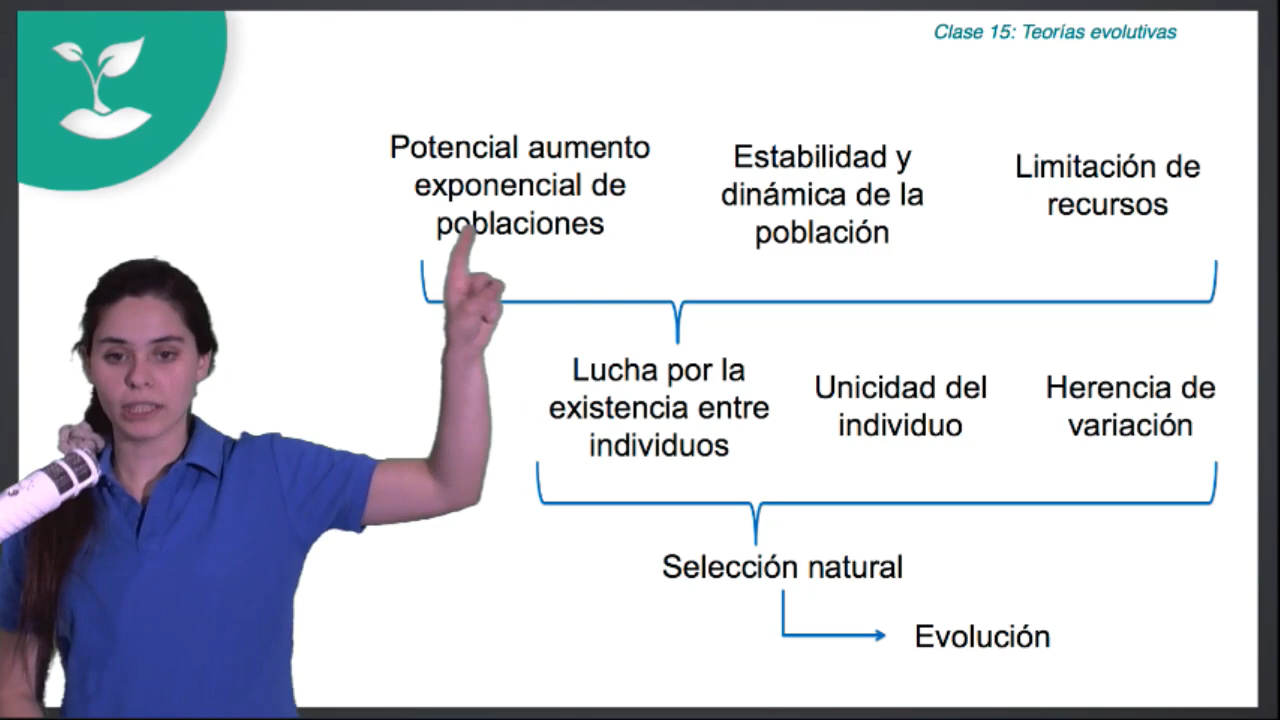 Clase 15: Teorías evolutivas
Potencial aumento
exponencial de
poblaciones
Estabilidad y
dinámica de la
población
Limitación de
recursos
Lucha por la
existencia entre
individuos
Unicidad del
individuo
Herencia de
variación
Selección natural
Evolución